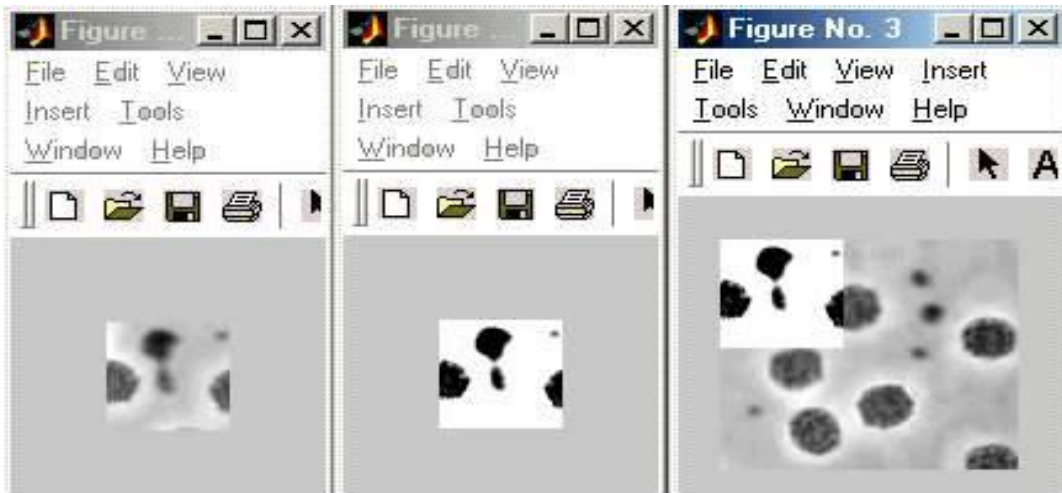 Figure ...
File Edit View
Insert Tools
Window Help
Figure ...
File Edit View
Insert Tools
Window Help
Figure No. 3
File Edit View Insert
Tools Window Help
A